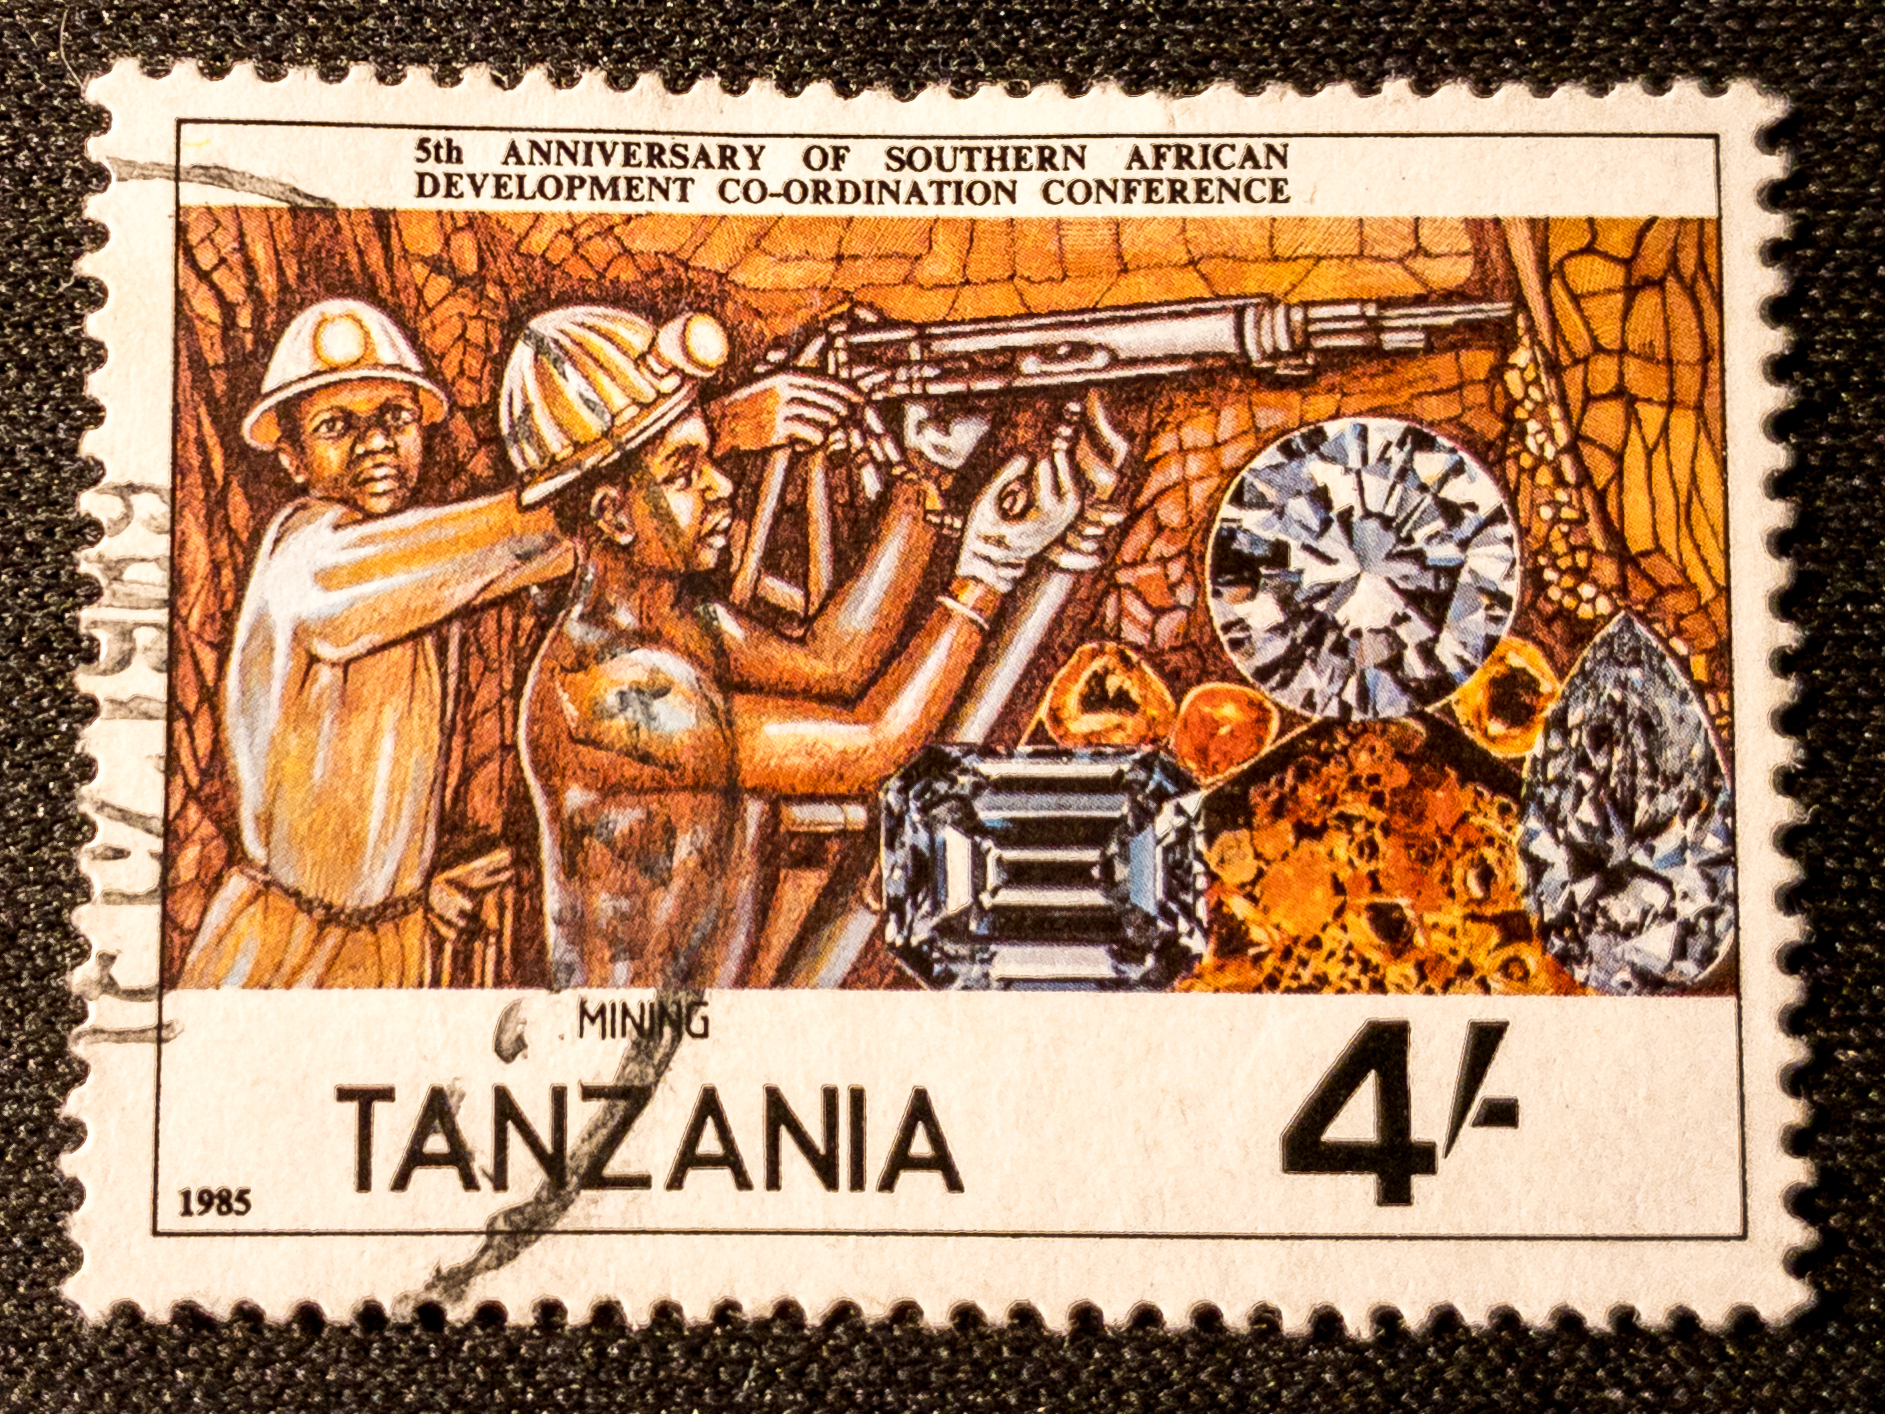 5th ANNIVERSARY OF SOUTHERN AFRICAN
DEVELOPMENT CO-ORDINATION CONFERENCE
MINING
TANZANIA
4/-
1985